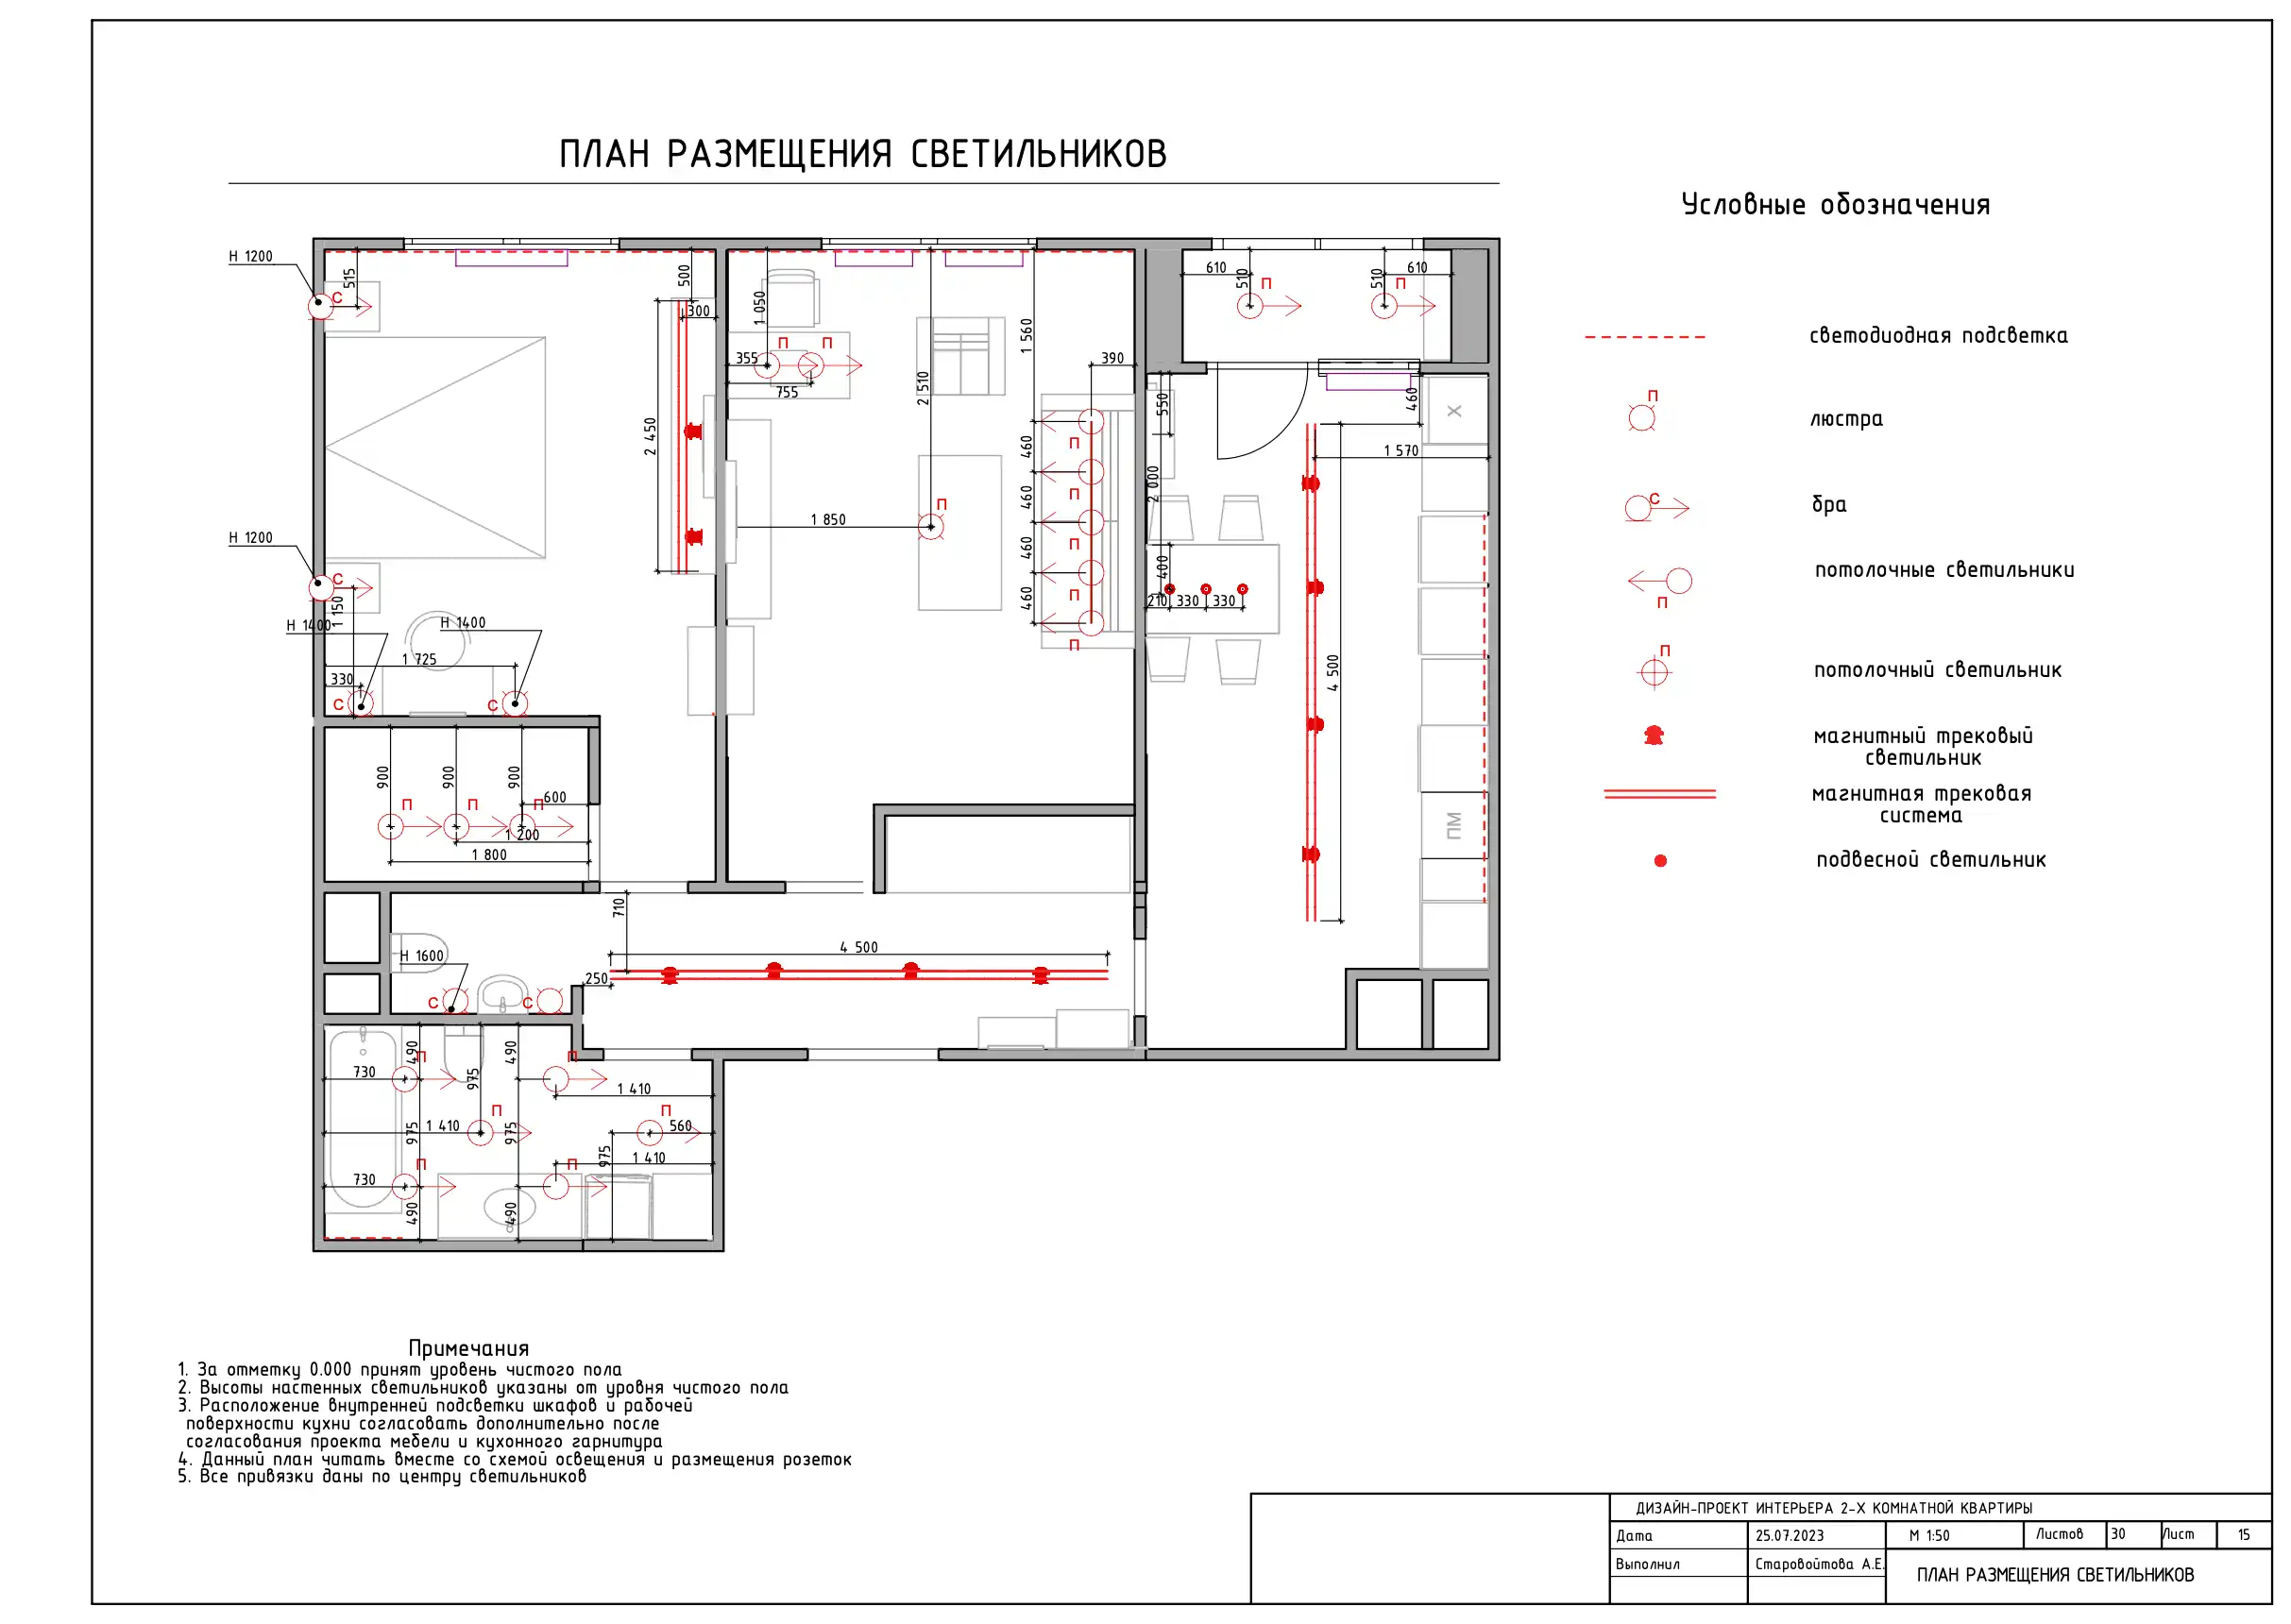 ПЛАН РАЗМЕЩЕНИЯ СВЕТИЛЬНИКОВ
Условные обозначения
светодиодная подсветка
П
люстра
С
бра
потолочные светильники
П
П
потолочный светильник
магнитный трековый
светильник
магнитная трековая
система
подвесной светильник
H 1200
515
С
500
300
2 450
H 1200
С
1 150
H 1400
H 1400
1 725
330
С
С
1 050
П
П
355
755
2 510
1 560
390
460
460
460
460
П
П
П
П
П
П
1 850
610
510
П
510
610
П
550
460
Х
1 570
2 000
400
210
330
330
4 500
ПМ
900
900
900
П
П
П
600
1 200
1 800
710
4 500
250
H 1600
С
С
490
П
490
П
730
975
1 410
П
П
1 410
975
975
560
975
1 410
П
П
730
490
490
Примечания
1. За отметку 0.000 принят уровень чистого пола
2. Высоты настенных светильников указаны от уровня чистого пола
3. Расположение внутренней подсветки шкафов и рабочей
поверхности кухни согласовать дополнительно после
согласования проекта мебели и кухонного гарнитура
4. Данный план читать вместе со схемой освещения и размещения розеток
5. Все привязки даны по центру светильников
ДИЗАЙН-ПРОЕКТ ИНТЕРЬЕРА 2-Х КОМНАТНОЙ КВАРТИРЫ
Дата 25.07.2023 М 1:50 Листов 30 Лист 15
Выполнил Старовойтова А.Е. ПЛАН РАЗМЕЩЕНИЯ СВЕТИЛЬНИКОВ